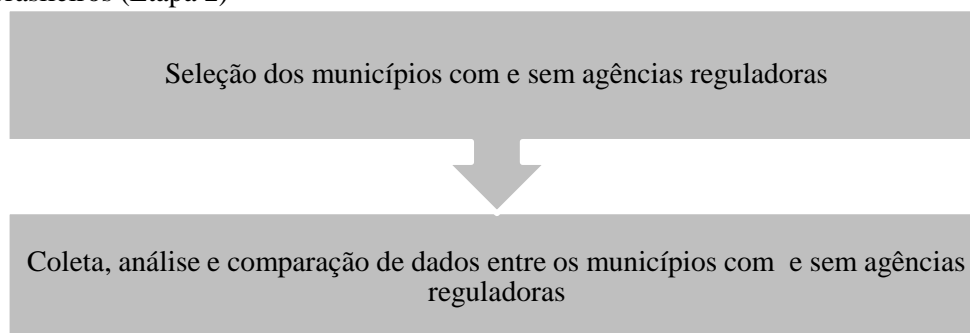 (Etapa 2)
Seleção dos municípios com e sem agências reguladoras
Coleta, análise e comparação de dados entre os municípios com e sem agências
reguladoras